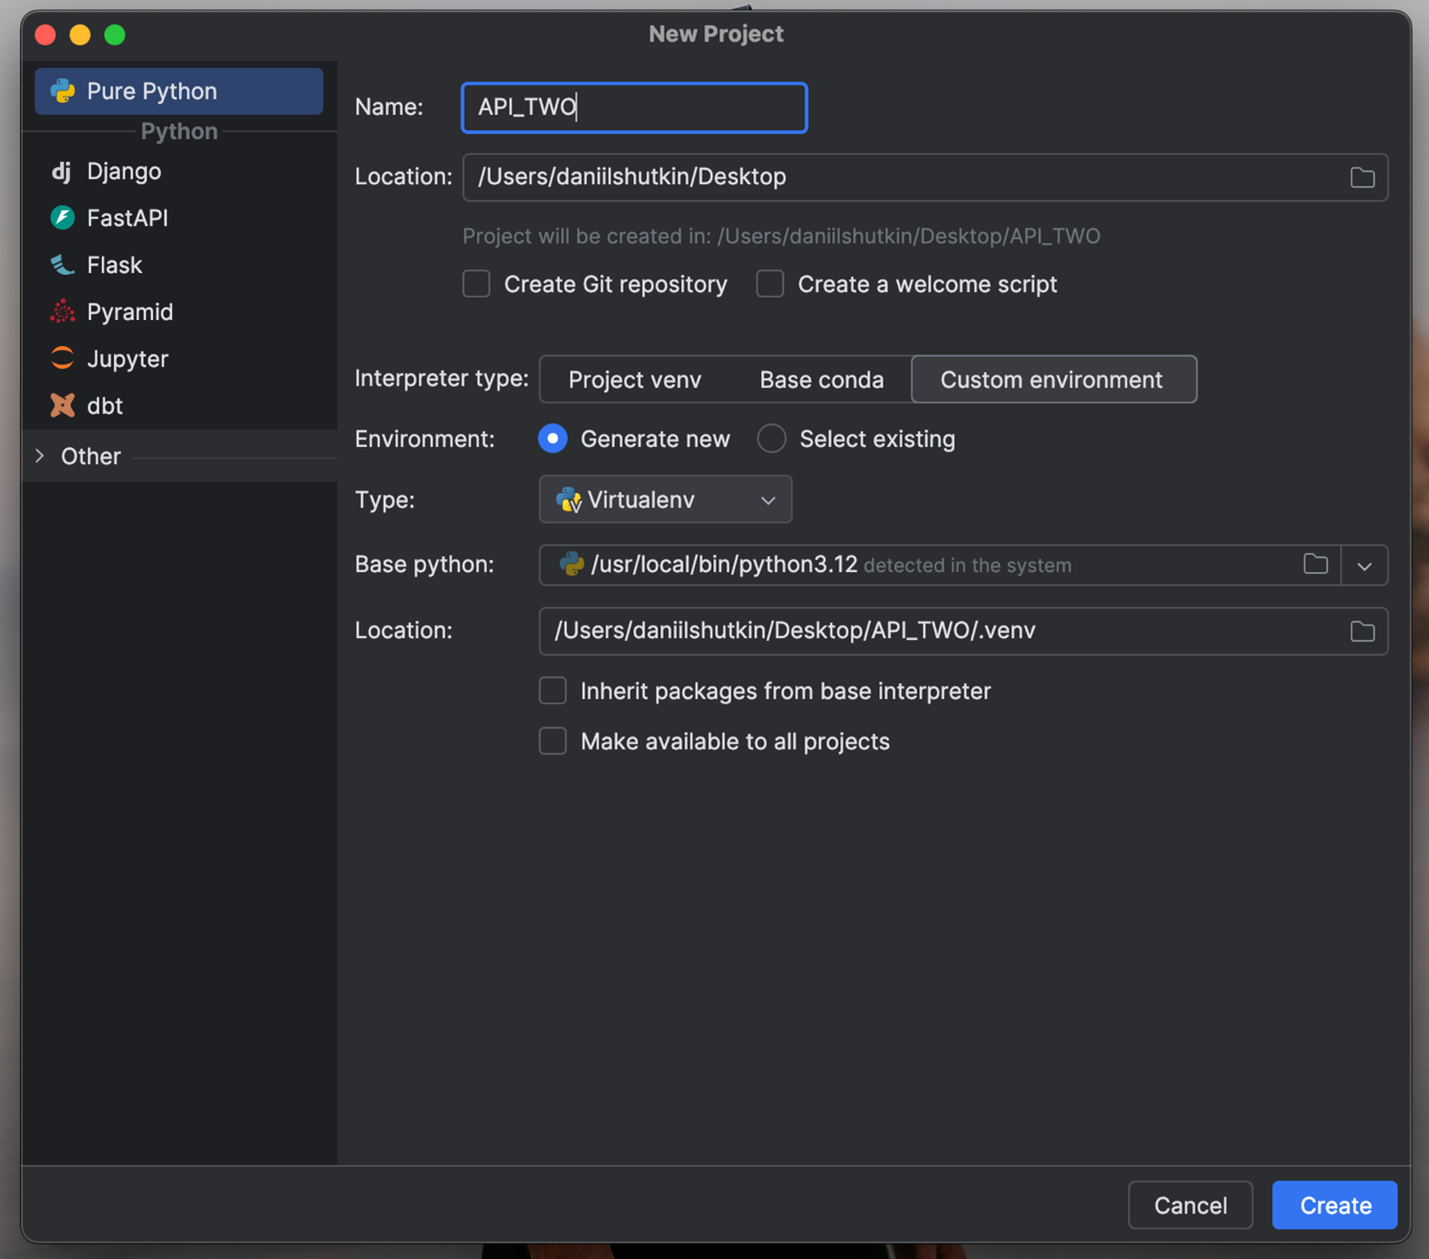 New Project
Pure Python
Python
Django
FastAPI
Flask
Pyramid
Jupyter
dbt
Other
Name: API_TWO
Location: /Users/daniilshutkin/Desktop
Project will be created in: /Users/daniilshutkin/Desktop/API_TWO
Create Git repository Create a welcome script
Interpreter type: Project venv Base conda Custom environment
Environment: Generate new Select existing
Type: Virtualenv
Base python: /usr/local/bin/python3.12 detected in the system
Location: /Users/daniilshutkin/Desktop/API_TWO/.venv
Inherit packages from base interpreter
Make available to all projects
Cancel Create